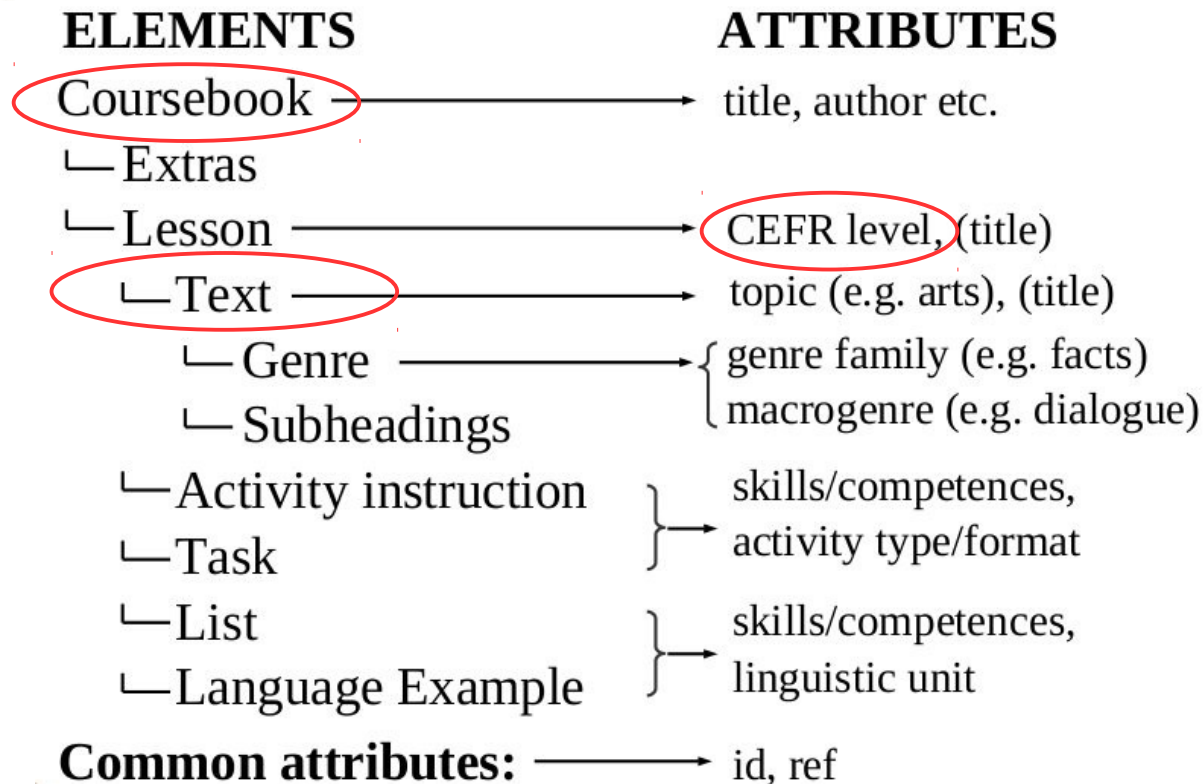 ELEMENTS ATTRIBUTES
Coursebook title, author etc.
Extras
Lesson CEFR level, (title)
Text topic (e.g. arts), (title)
Genre genre family (e.g. facts)
macrogenre (e.g. dialogue)
Subheadings
Activity instruction skills/competences,
activity type/format
Task
List skills/competences,
linguistic unit
Language Example
Common attributes: id, ref